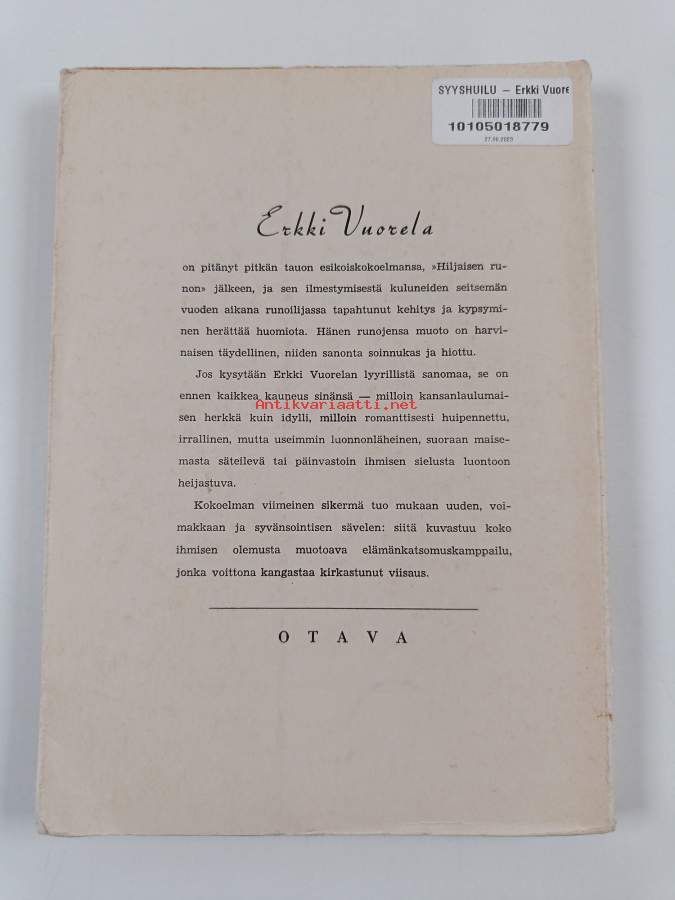 SYYSHUILU – Erkki Vuore
10105018779
27.06.2025
Erkki Vuorela
on pitänyt pitkän tauon esikoiskokoelmansa, »Hiljaisen ru-
non» jälkeen, ja sen ilmestymisestä kuluneiden seitsemän
vuoden aikana runoilijassa tapahtunut kehitys ja kypsymi-
nen herättää huomiota. Hänen runojensa muoto on harvi-
naisen täydellinen, niiden sanonta soinnukas ja hiottu.
Jos kysytään Erkki Vuorelan lyyrillistä sanomaa, se on
ennen kaikkea kauneus sinänsä — milloin kansanlaulumai-
Antikvariaatti.net
sen herkkä kuin idylli, milloin romanttisesti huipennettu,
irrallinen, mutta useimmin luonnonläheinen, suoraan maise-
masta säteilevä tai päinvastoin ihmisen sielusta luontoon
heijastuva.
Kokoelman viimeinen sikermä tuo mukaan uuden, voi-
makkaan ja syvänsointisen sävelen: siitä kuvastuu koko
ihmisen olemusta muotoava elämänkatsomuskamppailu,
jonka voittona kangastaa kirkastunut viisaus.
OTAVA